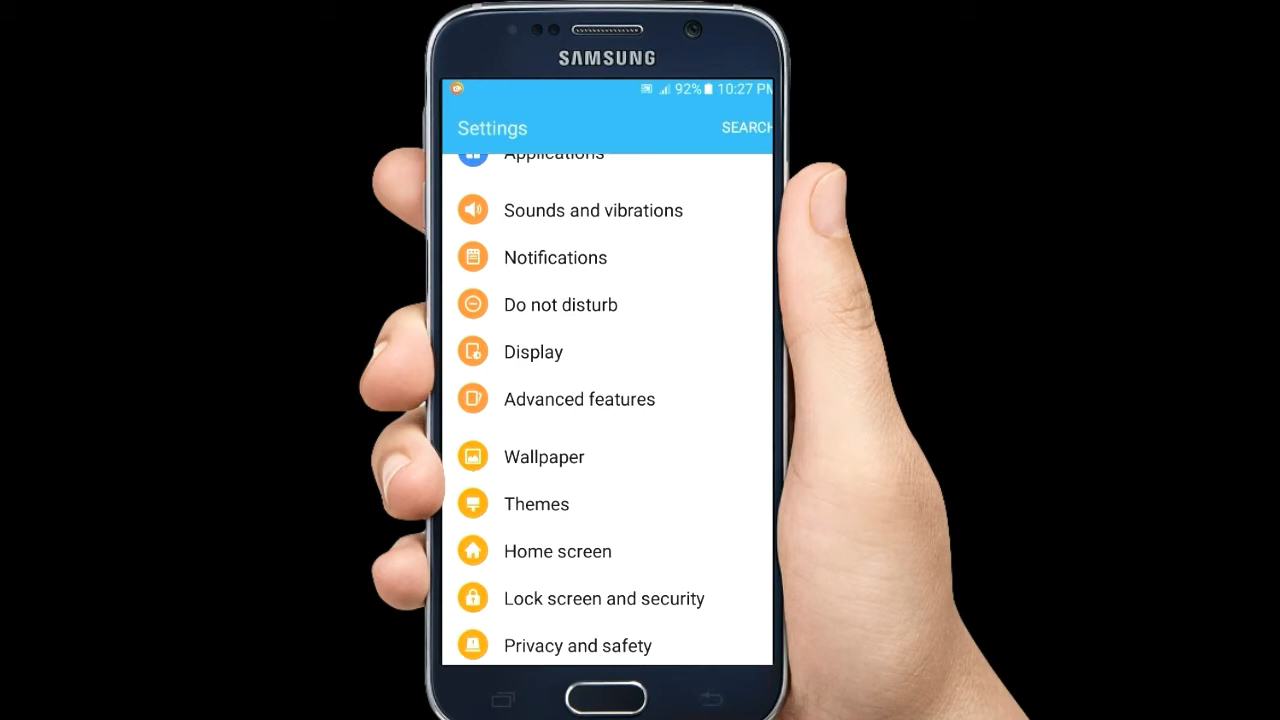 SAMSUNG
92% 10:27 PM
Settings SEARCH
Applications
Sounds and vibrations
Notifications
Do not disturb
Display
Advanced features
Wallpaper
Themes
Home screen
Lock screen and security
Privacy and safety